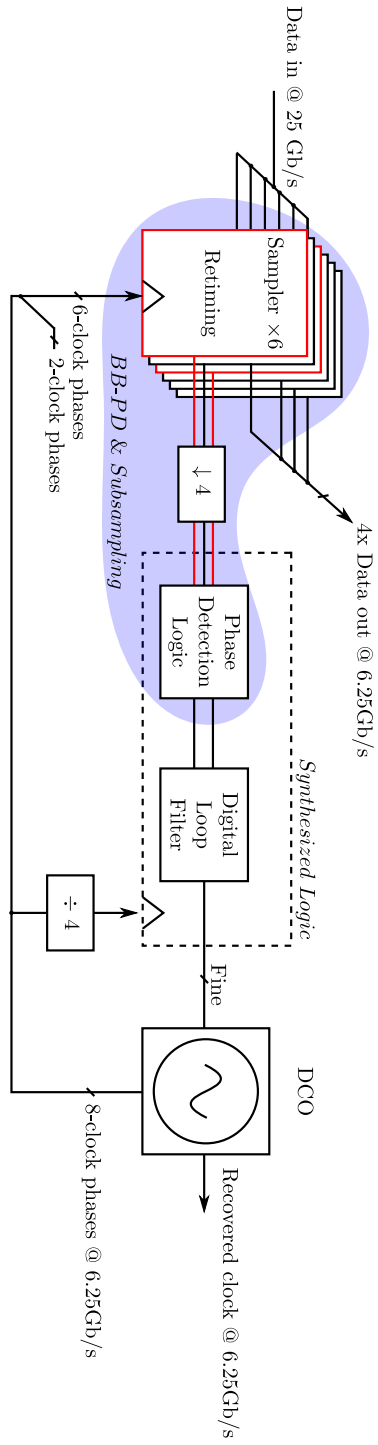 Data in @ 25 Gb/s
Sampler ×6
Retiming
6-clock phases
2-clock phases
BB-PD & Subsampling
↓ 4
4x Data out @ 6.25Gb/s
Phase
Detection
Logic
Synthesized Logic
Digital
Loop
Filter
÷ 4
Fine
DCO
8-clock phases @ 6.25Gb/s
Recovered clock @ 6.25Gb/s